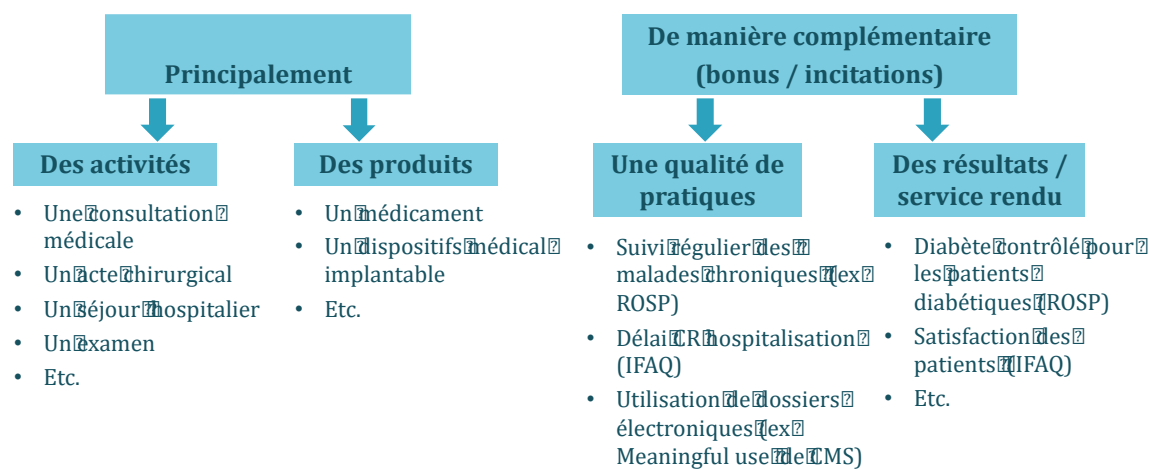 Principalement
De manière complémentaire
(bonus / incitations)
Des activités
Des produits
Une qualité de
pratiques
Des résultats /
service rendu
• Une consultation
médicale
• Un acte chirurgical
• Un séjour hospitalier
• Un examen
• Etc.
• Un médicament
• Un dispositifs médical
implantable
• Etc.
• Suivi régulier des
malades chroniques (ex
ROSP)
• Délai CR hospitalisation
(IFAQ)
• Utilisation de dossiers
électroniques (ex
Meaningful use de CMS)
• Diabète contrôlé pour
les patients
diabétiques (ROSP)
• Satisfaction des
patients (IFAQ)
• Etc.